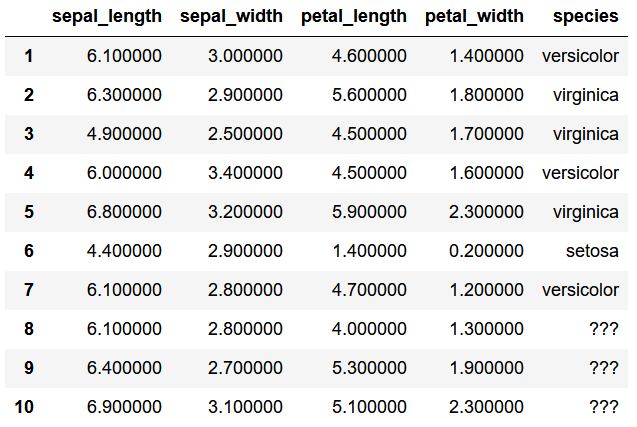 sepal_length sepal_width petal_length petal_width species
1 6.100000 3.000000 4.600000 1.400000 versicolor
2 6.300000 2.900000 5.600000 1.800000 virginica
3 4.900000 2.500000 4.500000 1.700000 virginica
4 6.000000 3.400000 4.500000 1.600000 versicolor
5 6.800000 3.200000 5.900000 2.300000 virginica
6 4.400000 2.900000 1.400000 0.200000 setosa
7 6.100000 2.800000 4.700000 1.200000 versicolor
8 6.100000 2.800000 4.000000 1.300000 ???
9 6.400000 2.700000 5.300000 1.900000 ???
10 6.900000 3.100000 5.100000 2.300000 ???